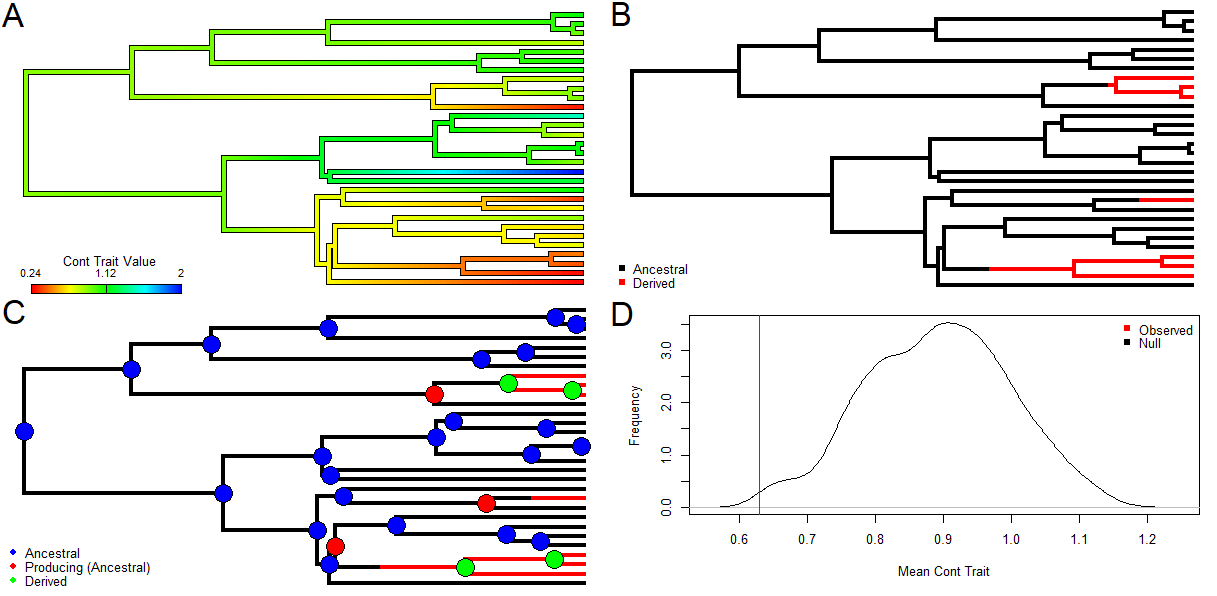 A
Cont Trait Value
0.24 1.12 2
B
Ancestral
Derived
C
Ancestral
Producing (Ancestral)
Derived
D
Observed
Null
Frequency
0.0 1.0 2.0 3.0
0.6 0.7 0.8 0.9 1.0 1.1 1.2
Mean Cont Trait